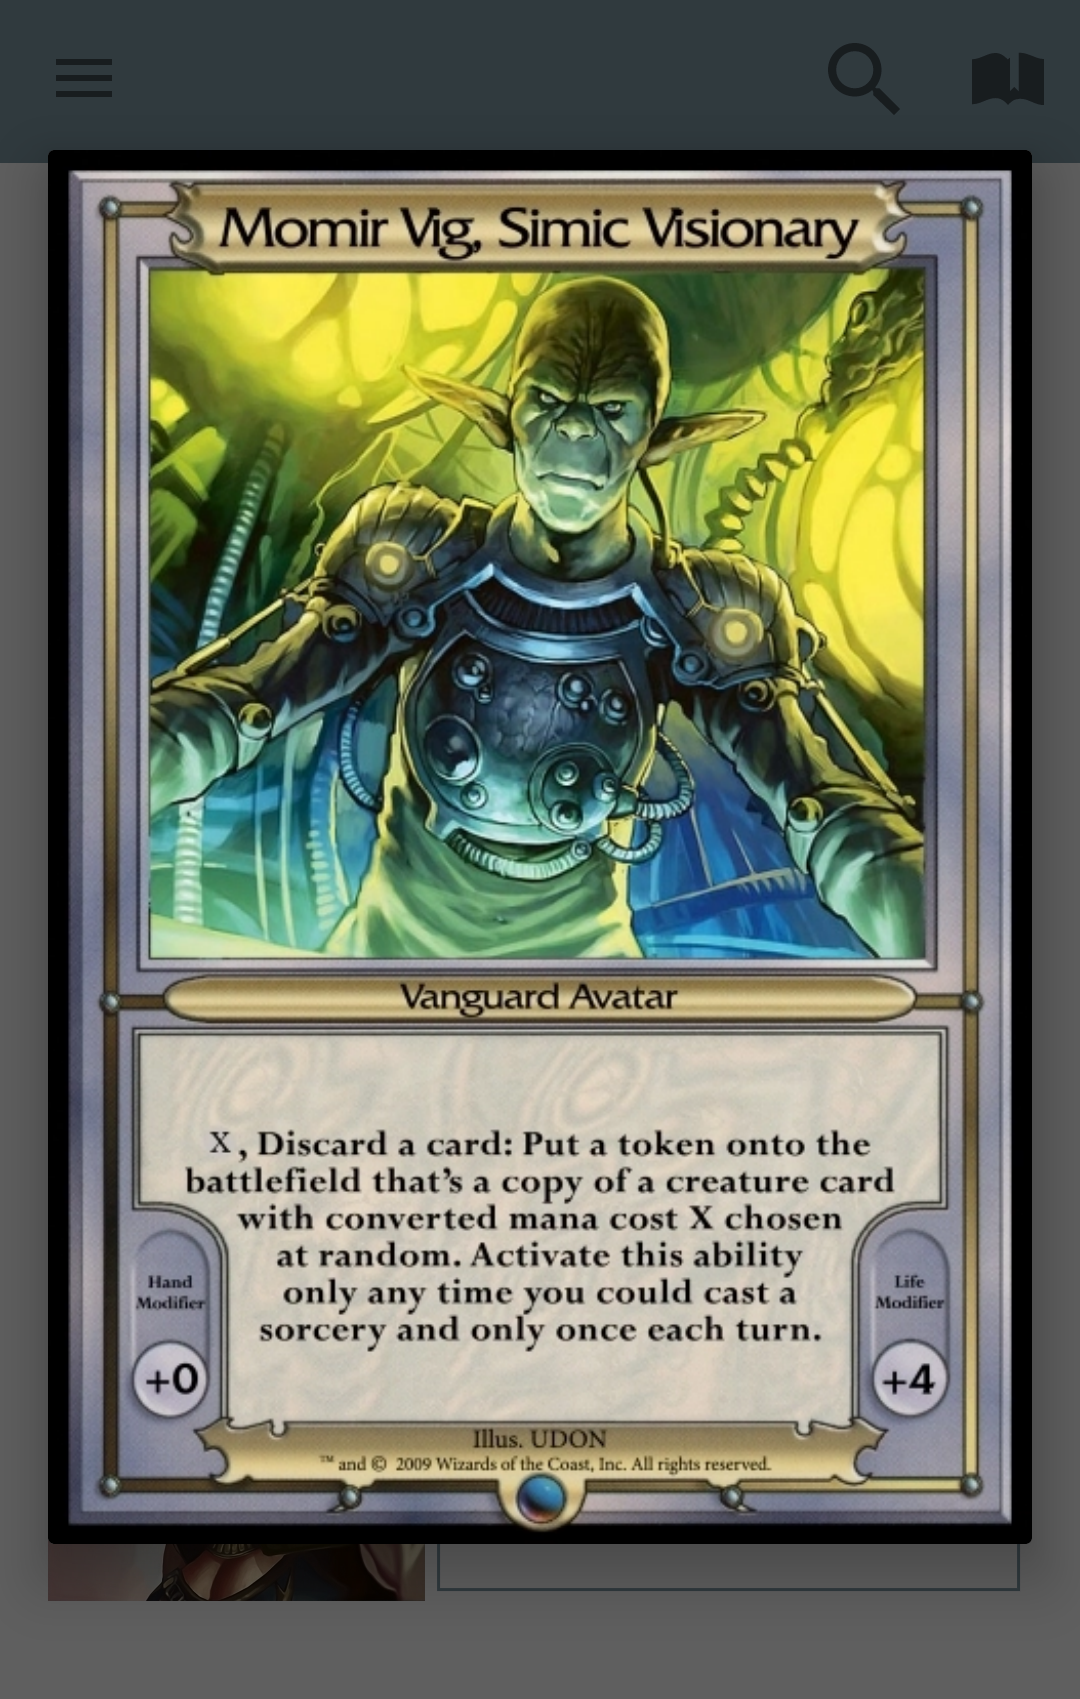 Momir Vig, Simic Visionary
Vanguard Avatar
X, Discard a card: Put a token onto the
battlefield that's a copy of a creature card
with converted mana cost X chosen
at random. Activate this ability
only any time you could cast a
sorcery and only once each turn.
Hand
Modifier
+0
Life
Modifier
+4
Illus. UDON
™ and © 2009 Wizards of the Coast, Inc. All rights reserved.